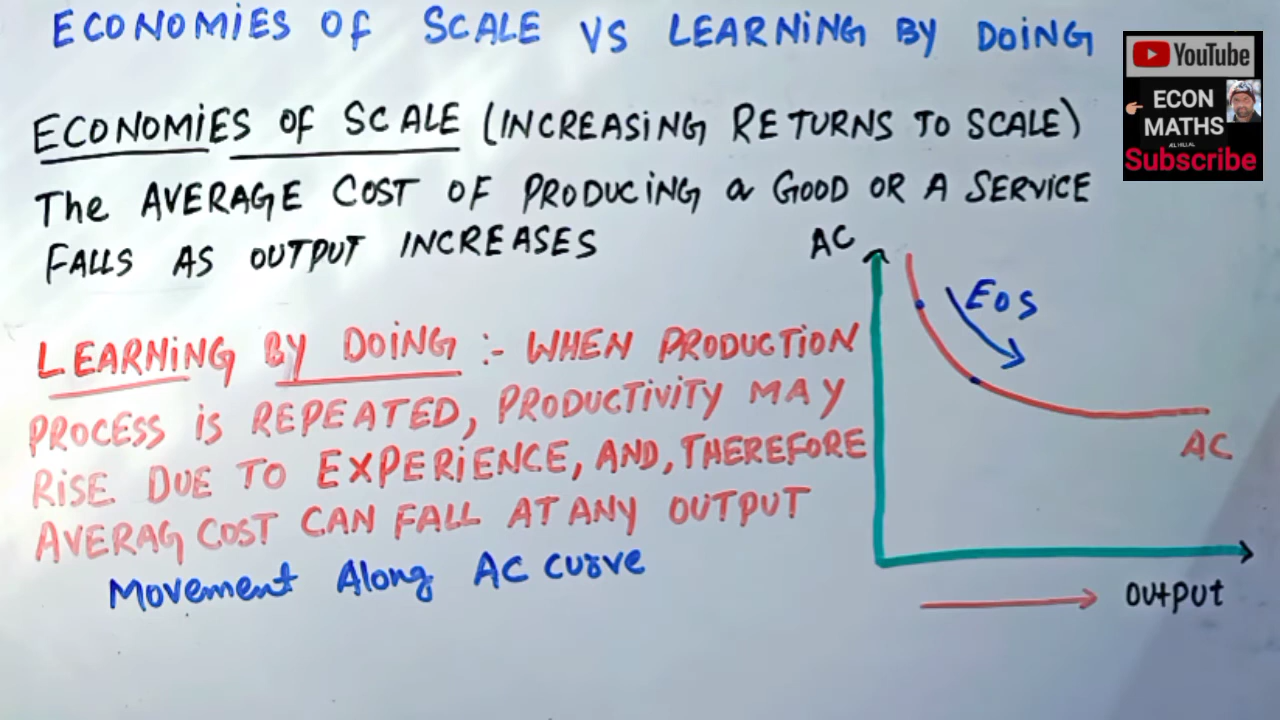 ECONOMIES OF SCALE VS LEARNING BY DOING
YouTube
ECON
MATHS
Subscribe
ECONOMIES OF SCALE (INCREASING RETURNS TO SCALE)
The AVERAGE COST OF PRODUCING a GOOD OR A SERVICE
FALLS AS OUTPUT INCREASES
AC
EOS
AC
OUTPUT
LEARNING BY DOING :- WHEN PRODUCTION
PROCESS is REPEATED, PRODUCTIVITY MAY
RISE DUE TO EXPERIENCE, AND, THEREFORE
AVERAG COST CAN FALL AT ANY OUTPUT
Movement Along AC curve